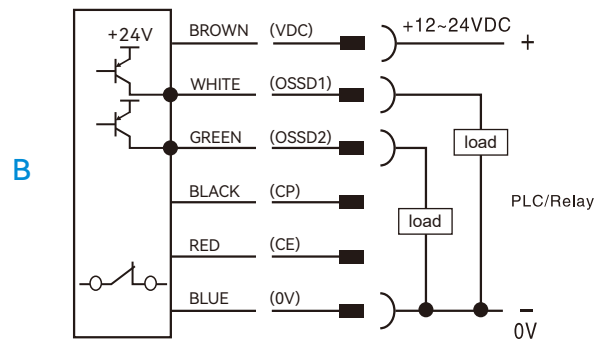 +24V
BROWN (VDC) +12~24VDC +
WHITE (OSSD1)
load
GREEN (OSSD2)
B
BLACK (CP) PLC/Relay
load
RED (CE)
BLUE (0V) −
0V